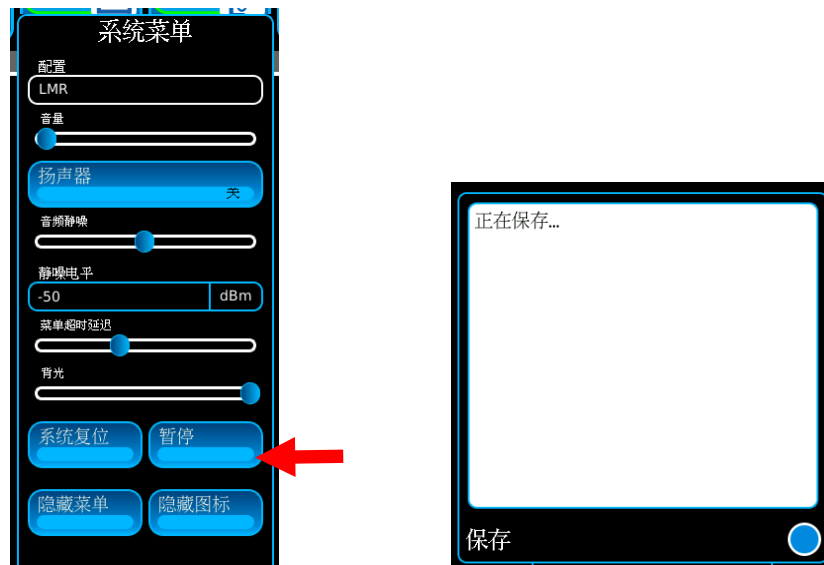 系统菜单
配置
LMR
音量
扬声器
关
音频静噪
静噪电平
-50 dBm
菜单超时延迟
背光
系统复位 暂停
隐藏菜单 隐藏图标
正在保存...
保存